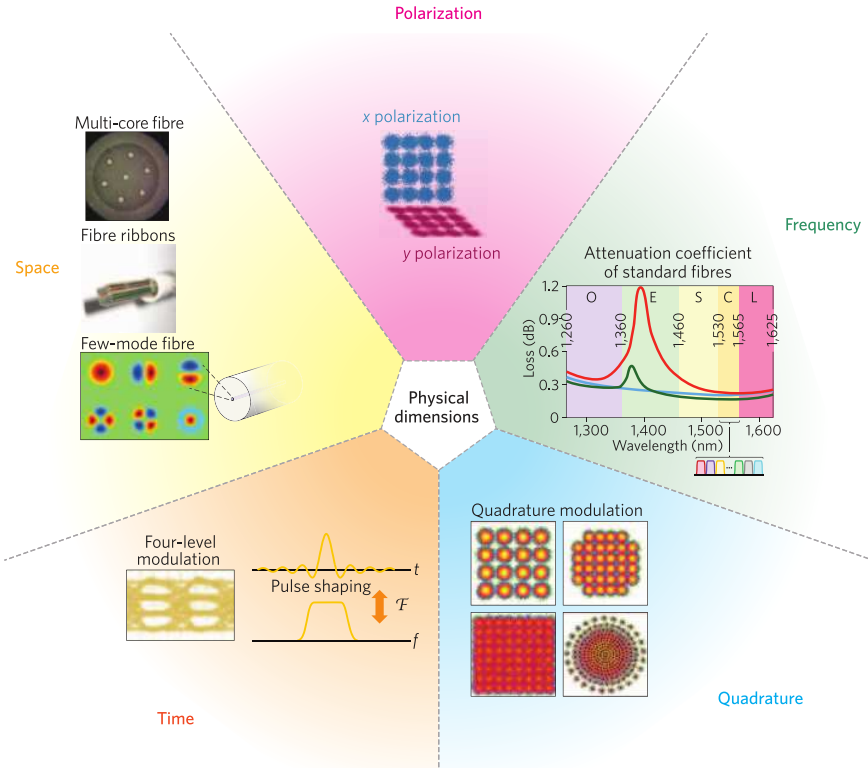 Polarization
x polarization
y polarization
Multi-core fibre
Fibre ribbons
Space
Few-mode fibre
Frequency
Attenuation coefficient
of standard fibres
Loss (dB)
1.2
0.9
0.6
0.3
0
O
E
S
C
L
1,260
1,360
1,460
1,530
1,565
1,625
1,300
1,400
1,500
1,600
Wavelength (nm)
...
Physical
dimensions
Four-level
modulation
t
Pulse shaping
ℱ
f
Time
Quadrature modulation
Quadrature